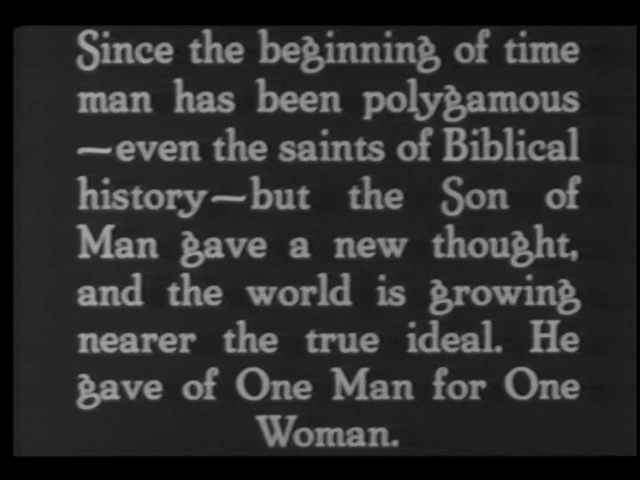 Since the beginning of time
man has been polygamous
—even the saints of Biblical
history—but the Son of
Man gave a new thought,
and the world is growing
nearer the true ideal. He
gave of One Man for One
Woman.